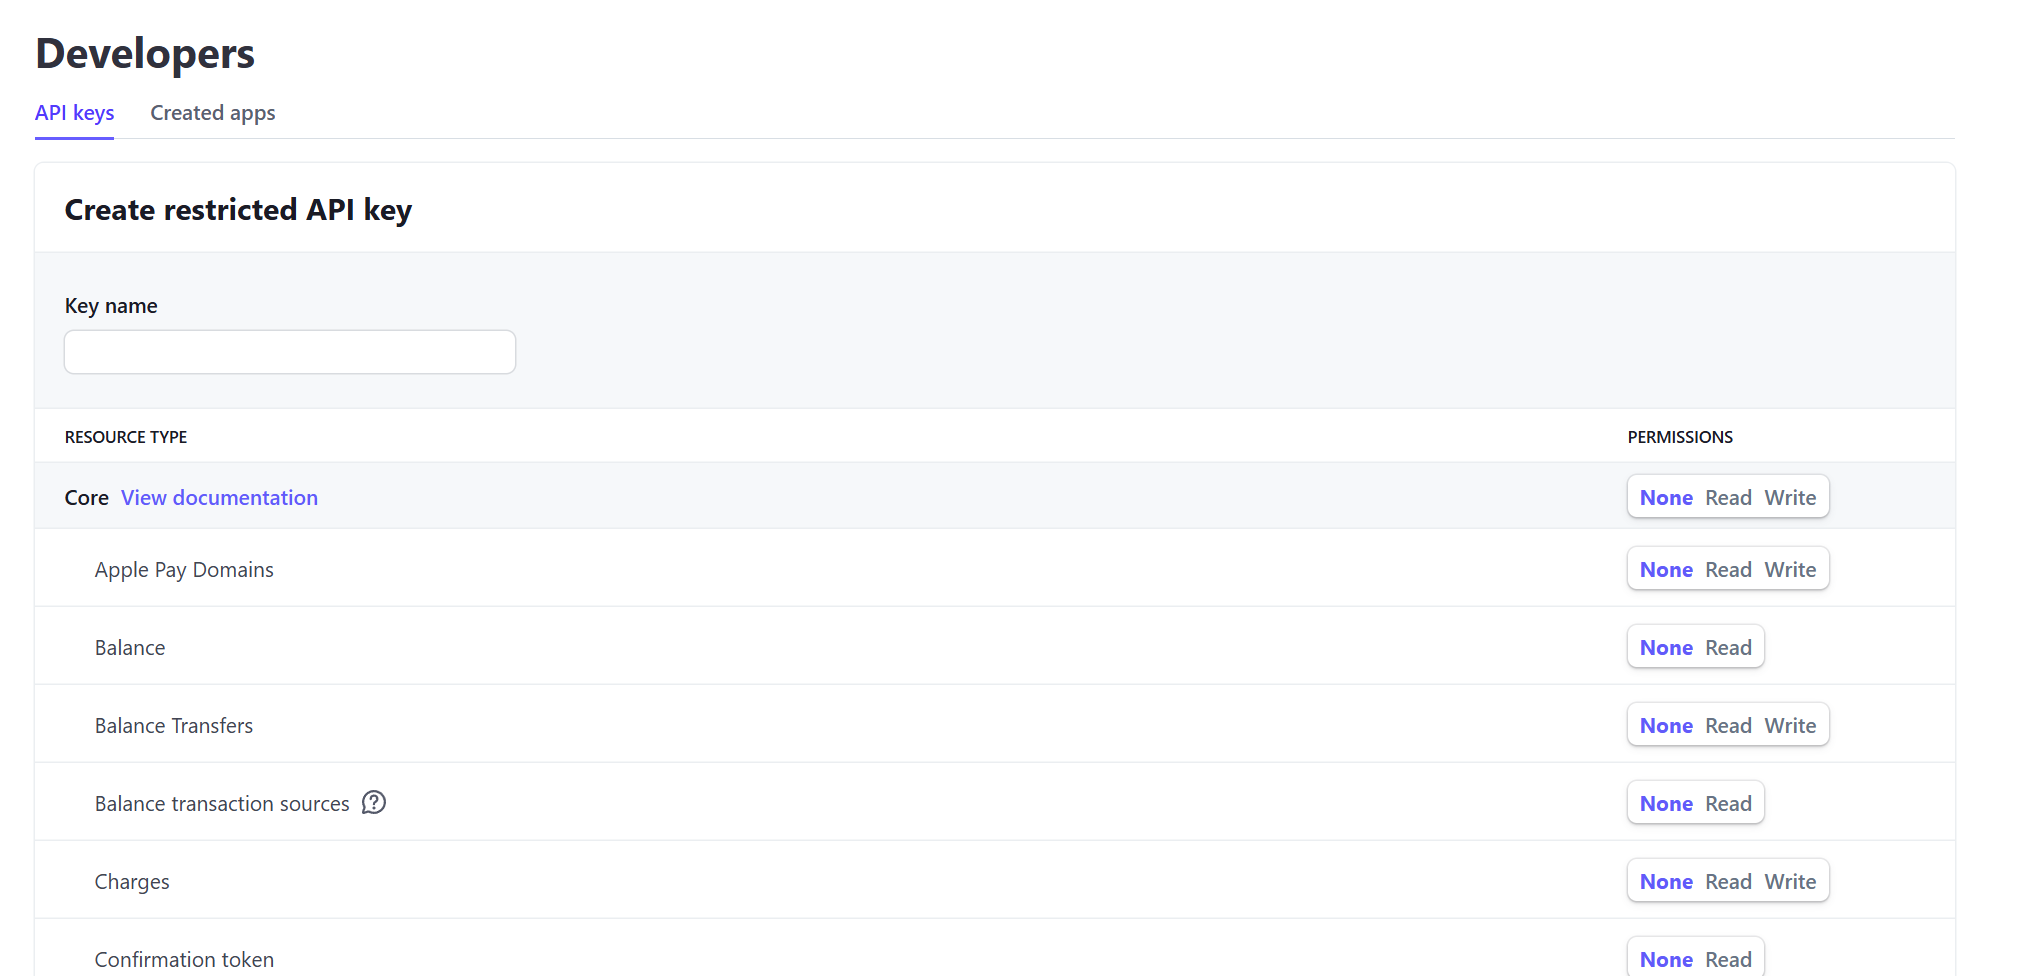 Developers
API keys Created apps
Create restricted API key
Key name
RESOURCE TYPE PERMISSIONS
Core View documentation None Read Write
Apple Pay Domains None Read Write
Balance None Read
Balance Transfers None Read Write
Balance transaction sources None Read
Charges None Read Write
Confirmation token None Read